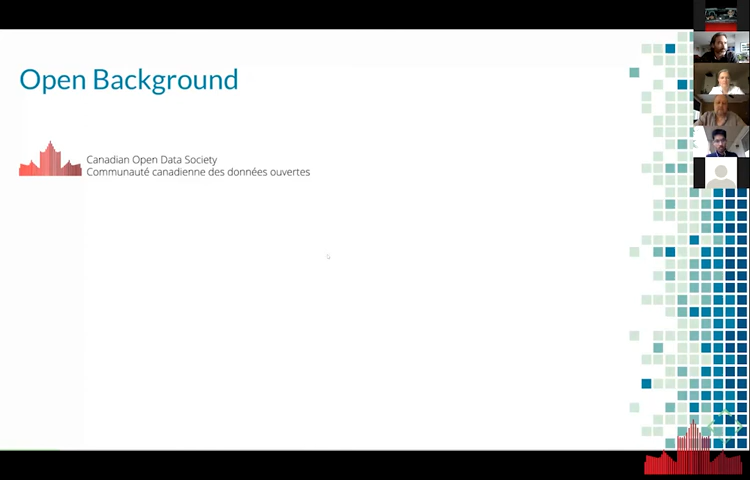 Open Background
Canadian Open Data Society
Communauté canadienne des données ouvertes